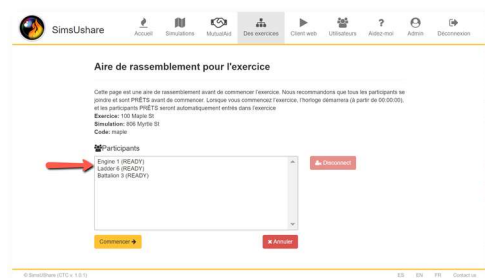 SimsUshare
Accueil
Simulations
MutualAid
Des exercices
Client web
Utilisateurs
Aidez-moi
Admin
Déconnexion
Aire de rassemblement pour l'exercice
Cette page est une aire de rassemblement avant de commencer l'exercice. Nous recommandons que tous les participants se
joindre et sont PRÊTS avant de commencer. Lorsque vous commencez l'exercice, l'horloge démarrera (à partir de 00:00:00).
et les participants PRÊTS seront automatiquement entrés dans l'exercice
Exercice: 100 Maple St
Simulation: 806 Myrtle St
Code: maple
Participants
Engine 1 (READY)
Ladder 6 (READY)
Battalion 3 (READY)
Disconnect
Commencer
Annuler
(CTC v. 1.0.1)
ES EN FR Contact us